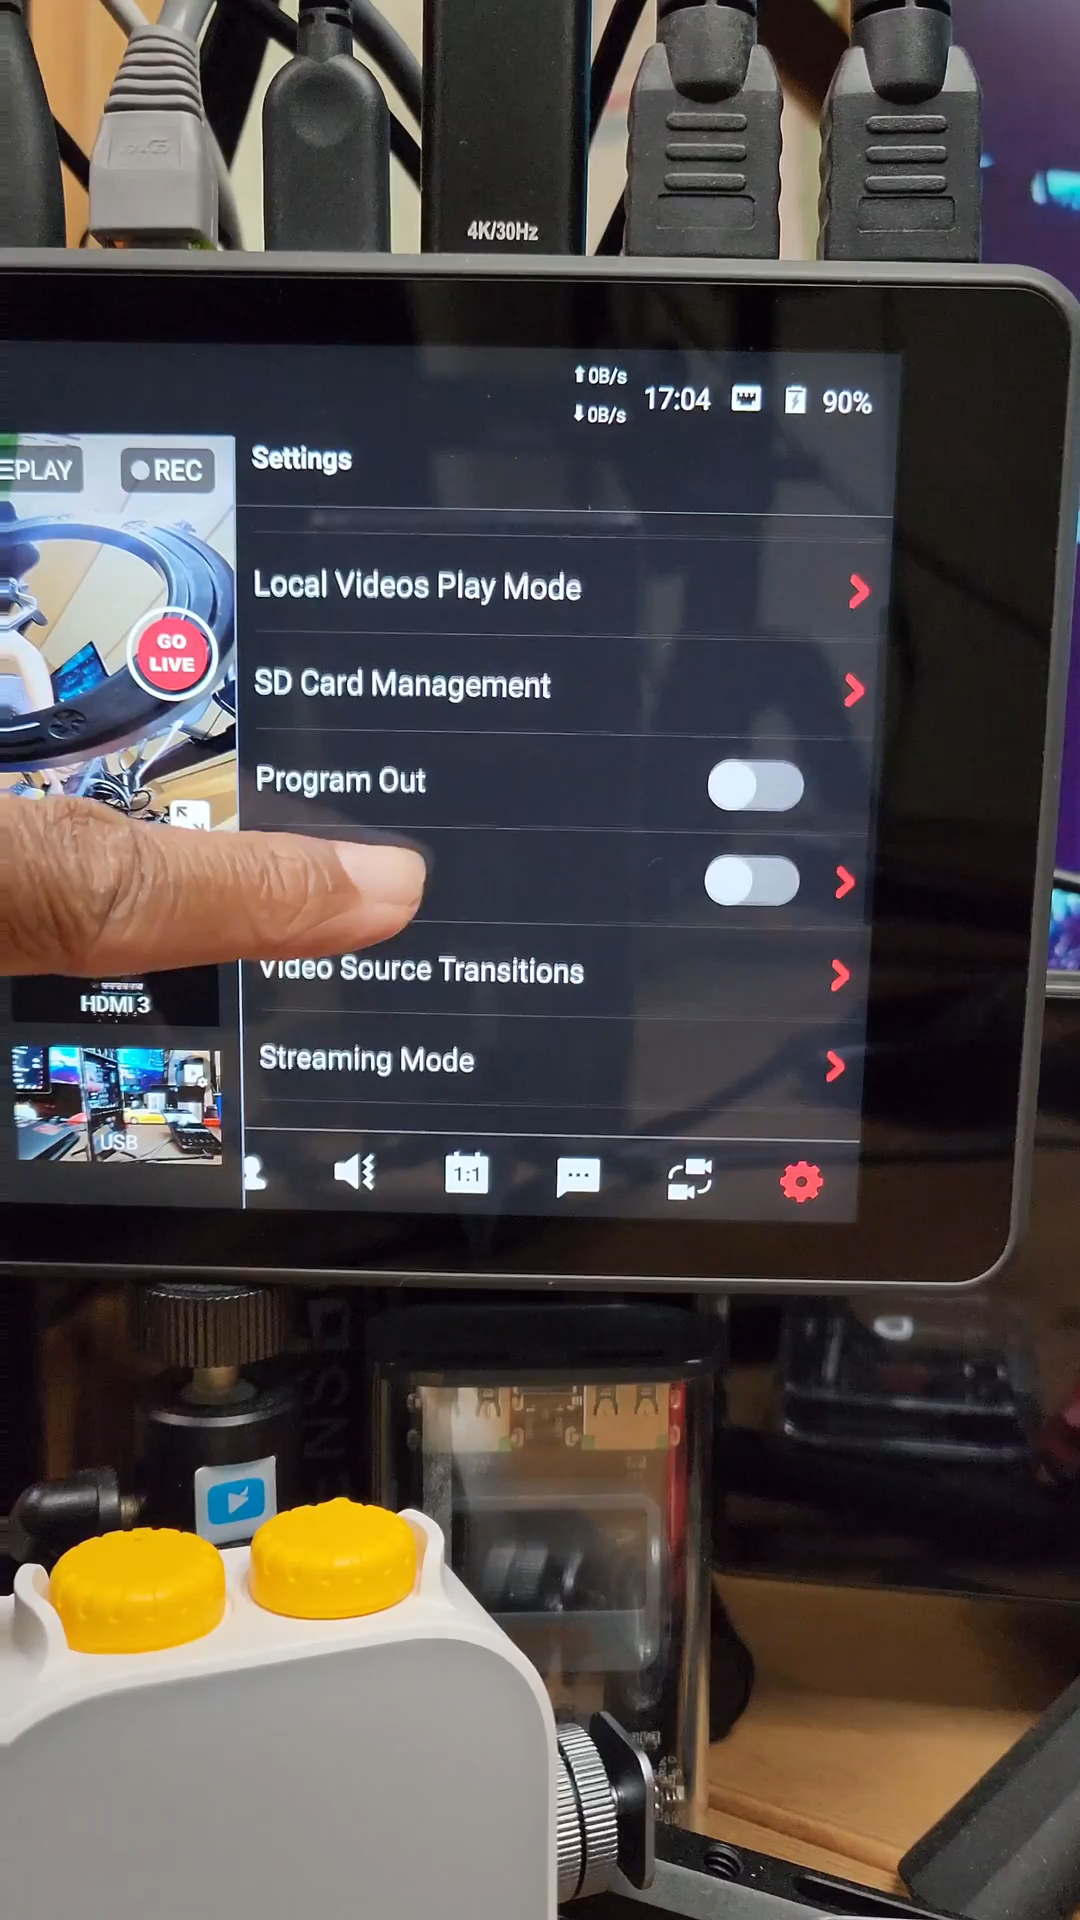 4K/30Hz
0B/s
0B/s
17:04
90%
EPLAY
REC
Settings
GO
LIVE
Local Videos Play Mode
SD Card Management
Program Out
HDMI 3
Video Source Transitions
Streaming Mode
USB
1:1